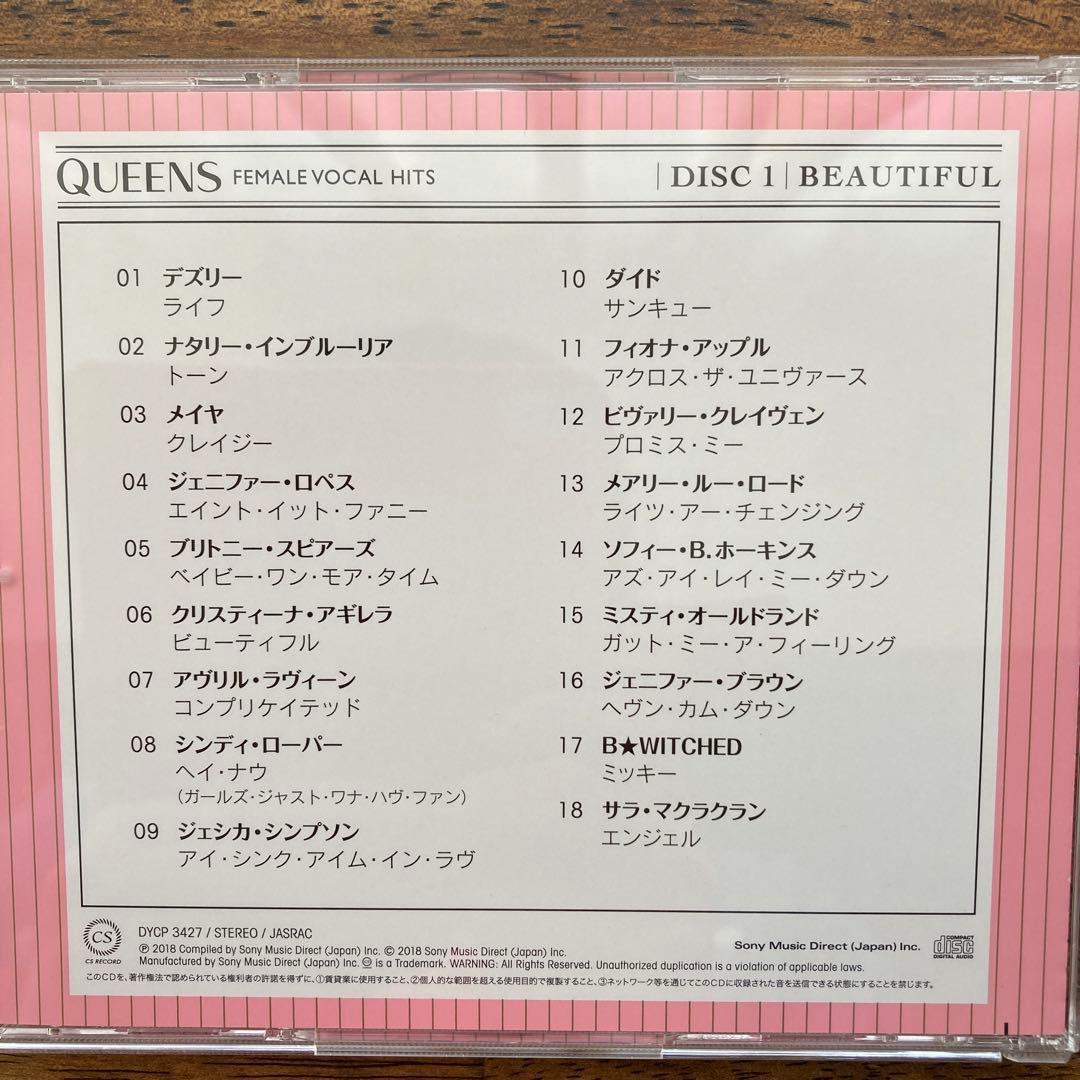 QUEENS FEMALE VOCAL HITS | DISC 1 | BEAUTIFUL
01 デズリー
ライフ
02 ナタリー・インブルーリア
トーン
03 メイヤ
クレイジー
04 ジェニファー・ロペス
エイント・イット・ファニー
05 ブリトニー・スピアーズ
ベイビー・ワン・モア・タイム
06 クリスティーナ・アギレラ
ビューティフル
07 アヴリル・ラヴィーン
コンプリケイテッド
08 シンディ・ローパー
ヘイ・ナウ
(ガールズ・ジャスト・ワナ・ハヴ・ファン)
09 ジェシカ・シンプソン
アイ・シンク・アイム・イン・ラヴ
10 ダイド
サンキュー
11 フィオナ・アップル
アクロス・ザ・ユニヴァース
12 ビヴァリー・クレイヴェン
プロミス・ミー
13 メアリー・ルー・ロード
ライツ・アー・チェンジング
14 ソフィー・B.ホーキンス
アズ・アイ・レイ・ミー・ダウン
15 ミスティ・オールドランド
ガット・ミー・ア・フィーリング
16 ジェニファー・ブラウン
ヘヴン・カム・ダウン
17 B★WITCHED
ミッキー
18 サラ・マクラクラン
エンジェル
CS
CS RECORD
DYCP 3427 / STEREO / JASRAC
℗ 2018 Compiled by Sony Music Direct (Japan) Inc. © 2018 Sony Music Direct (Japan) Inc.
Manufactured by Sony Music Direct (Japan) Inc. CS is a Trademark. WARNING: All Rights Reserved. Unauthorized duplication is a violation of applicable laws.
このCDを、著作権法で認められている権利者の許諾を得ずに、①賃貸業に使用すること、②個人的な範囲を超える使用目的で複製すること、③ネットワーク等を通じてこのCDに収録された音を送信できる状態にすることを禁じます。
Sony Music Direct (Japan) Inc.
COMPACT
disc
DIGITAL AUDIO